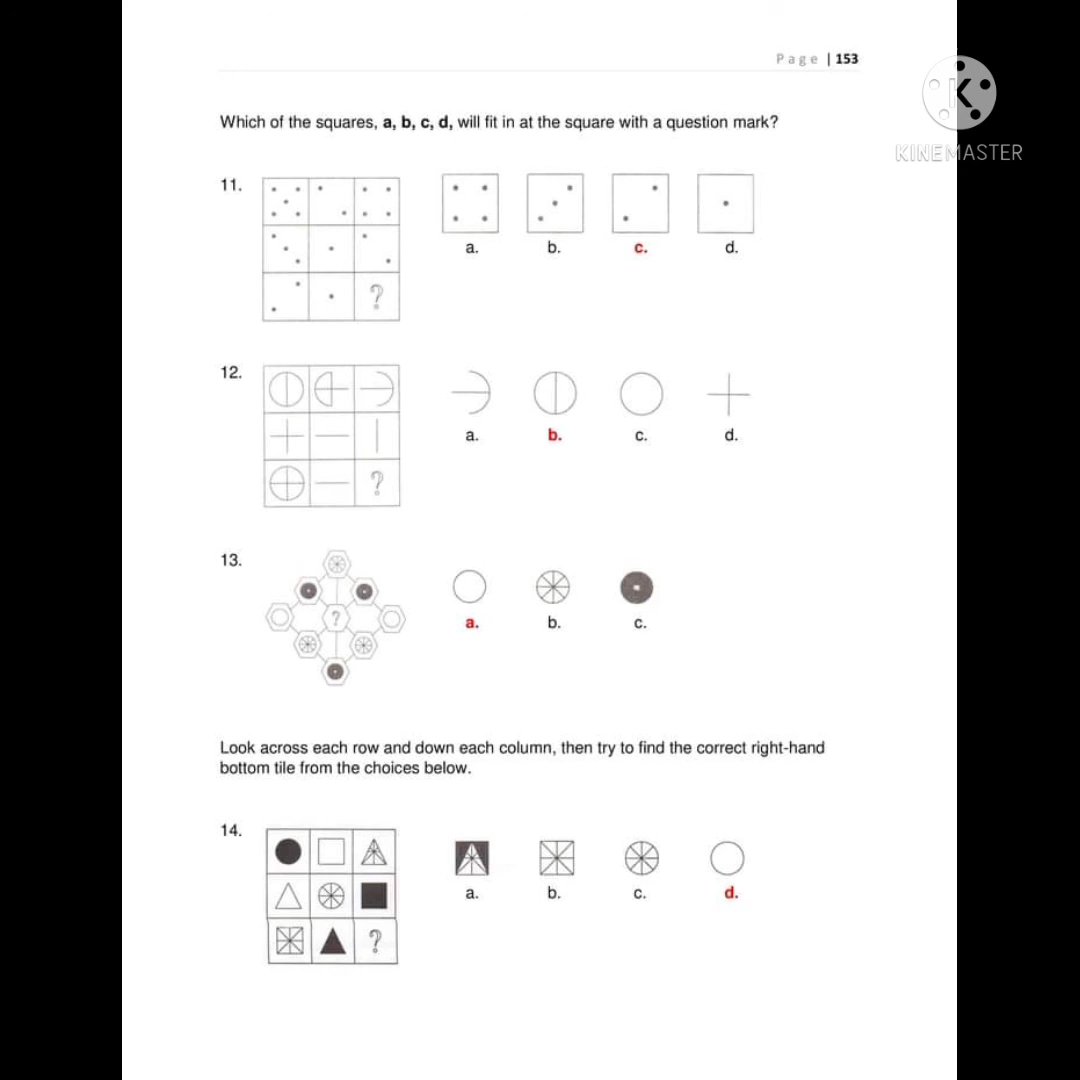 Page | 153
K
KINEMASTER
Which of the squares, a, b, c, d, will fit in at the square with a question mark?
11.
?
a. b. c. d.
12.
?
a. b. c. d.
13.
?
a. b. c.
Look across each row and down each column, then try to find the correct right-hand
bottom tile from the choices below.
14.
?
a. b. c. d.